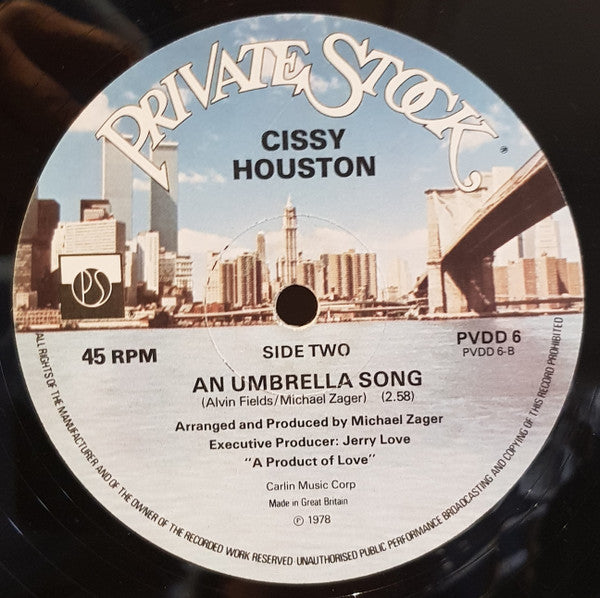 PRIVATE STOCK
®
CISSY
HOUSTON
PS
45 RPM
SIDE TWO
PVDD 6
PVDD 6-B
AN UMBRELLA SONG
(Alvin Fields/Michael Zager) (2.58)
Arranged and Produced by Michael Zager
Executive Producer: Jerry Love
"A Product of Love"
Carlin Music Corp
Made in Great Britain
℗ 1978
ALL RIGHTS OF THE MANUFACTURER AND OF THE OWNER OF THE RECORDED WORK RESERVED · UNAUTHORISED PUBLIC PERFORMANCE BROADCASTING AND COPYING OF THIS RECORD PROHIBITED